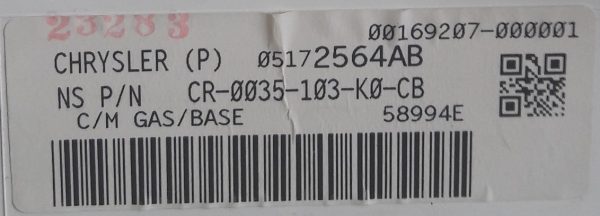 23283
00169207-000001
CHRYSLER (P) 05172564AB
NS P/N CR-0035-103-K0-CB
C/M GAS/BASE 58994E